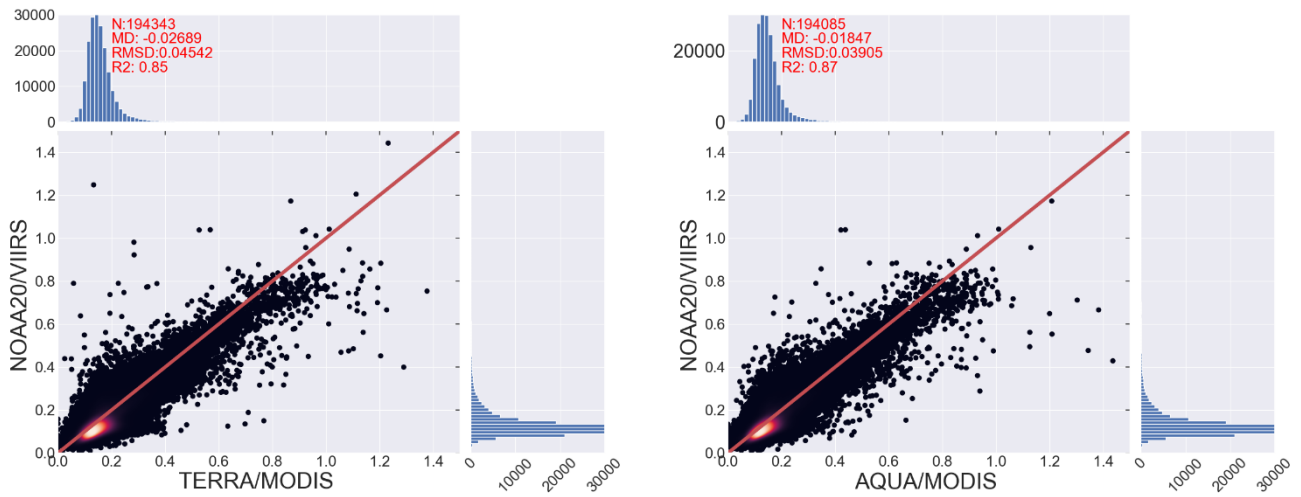 30000
20000
10000
0
N:194343
MD: -0.02689
RMSD:0.04542
R2: 0.85
1.4
1.2
1.0
0.8
0.6
0.4
0.2
0.0
NOAA20/VIIRS
0.0 0.2 0.4 0.6 0.8 1.0 1.2 1.4
TERRA/MODIS
0 10000 20000 30000
20000
0
N:194085
MD: -0.01847
RMSD:0.03905
R2: 0.87
1.4
1.2
1.0
0.8
0.6
0.4
0.2
0.0
NOAA20/VIIRS
0.0 0.2 0.4 0.6 0.8 1.0 1.2 1.4
AQUA/MODIS
0 10000 20000 30000